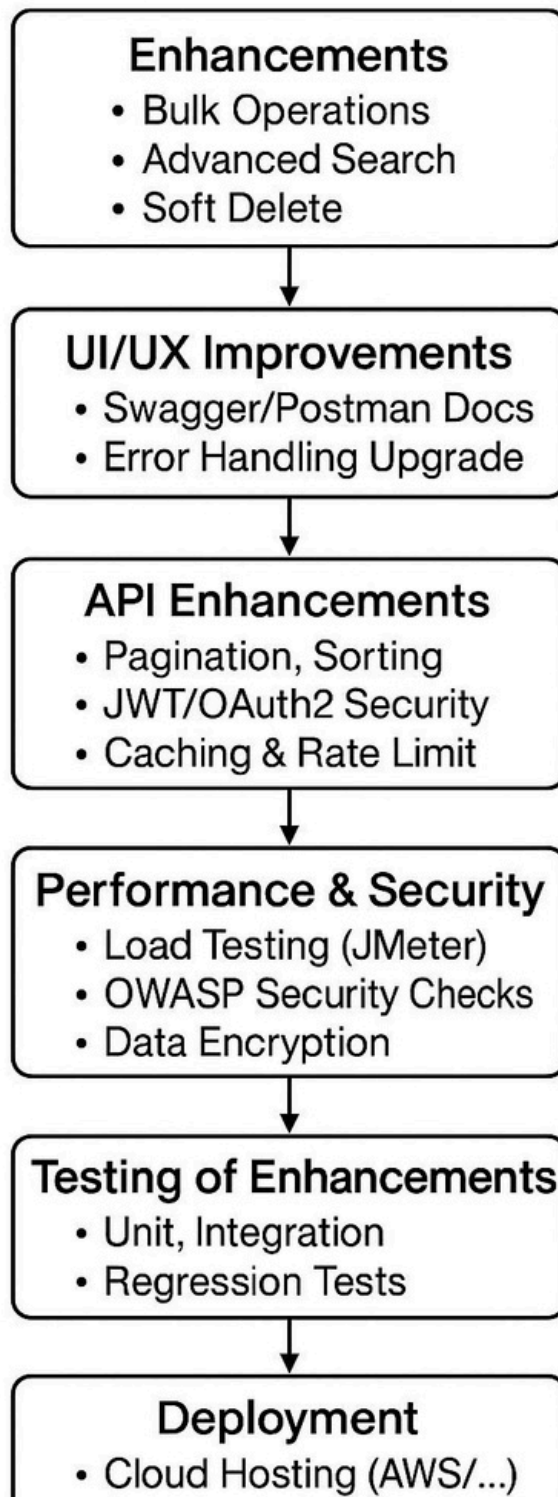 Enhancements
• Bulk Operations
• Advanced Search
• Soft Delete
UI/UX Improvements
• Swagger/Postman Docs
• Error Handling Upgrade
API Enhancements
• Pagination, Sorting
• JWT/OAuth2 Security
• Caching & Rate Limit
Performance & Security
• Load Testing (JMeter)
• OWASP Security Checks
• Data Encryption
Testing of Enhancements
• Unit, Integration
• Regression Tests
Deployment
• Cloud Hosting (AWS/...)